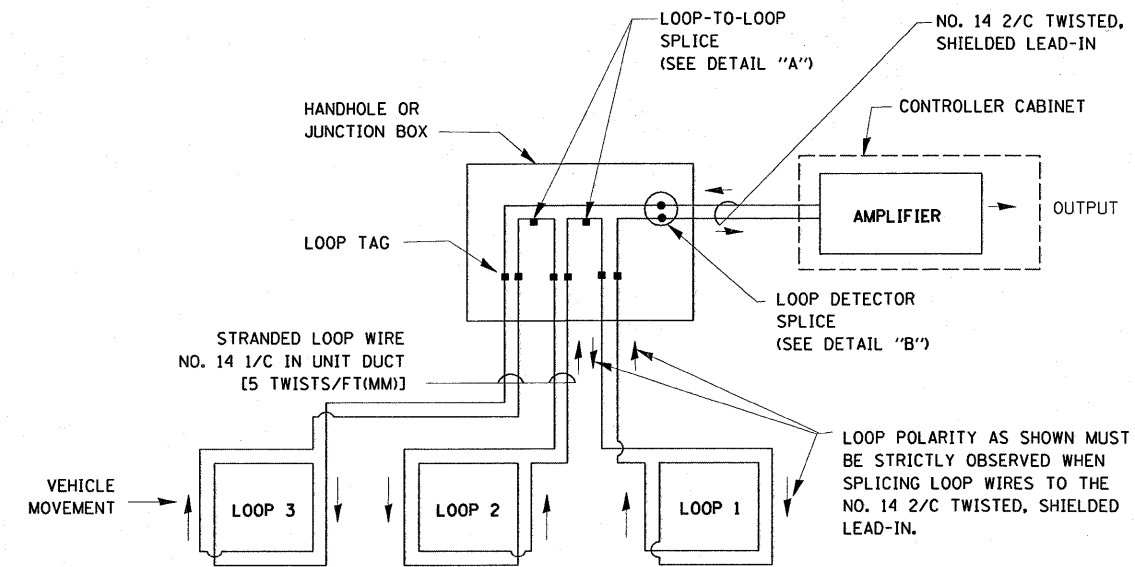 LOOP-TO-LOOP
SPLICE
(SEE DETAIL "A")
NO. 14 2/C TWISTED,
SHIELDED LEAD-IN
HANDHOLE OR
JUNCTION BOX
CONTROLLER CABINET
AMPLIFIER
OUTPUT
LOOP TAG
LOOP DETECTOR
SPLICE
(SEE DETAIL "B")
STRANDED LOOP WIRE
NO. 14 1/C IN UNIT DUCT
[5 TWISTS/FT(MM)]
LOOP POLARITY AS SHOWN MUST
BE STRICTLY OBSERVED WHEN
SPLICING LOOP WIRES TO THE
NO. 14 2/C TWISTED, SHIELDED
LEAD-IN.
VEHICLE
MOVEMENT
LOOP 3
LOOP 2
LOOP 1